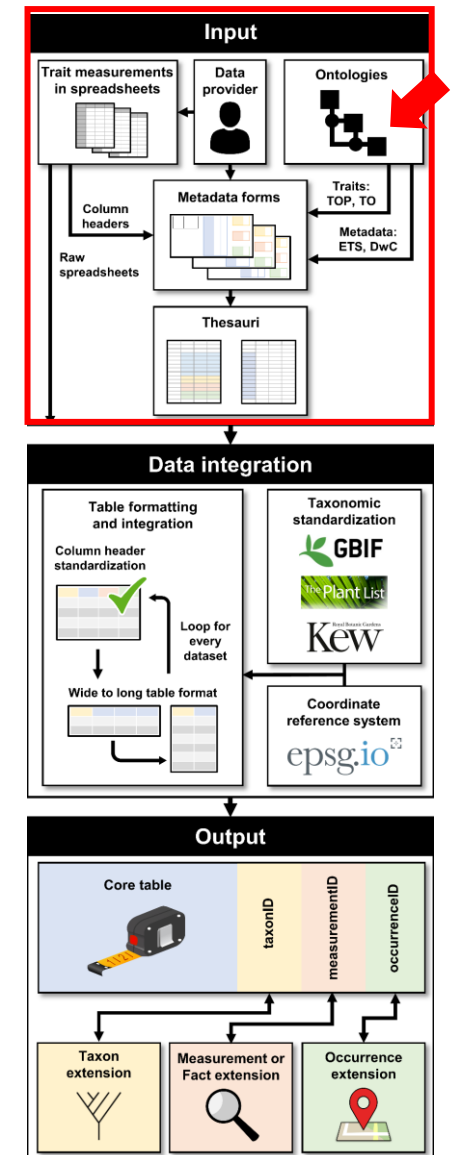 Input
Trait measurements
in spreadsheets
Data
provider
Ontologies
Column
headers
Raw
spreadsheets
Metadata forms
Traits:
TOP, TO
Metadata:
ETS, DwC
Thesauri
Data integration
Table formatting
and integration
Column header
standardization
Loop for
every
dataset
Wide to long table format
Taxonomic
standardization
GBIF
The Plant List
Royal Botanic Gardens
Kew
Coordinate
reference system
epsg.io
Output
Core table
taxonID
measurementID
occurrenceID
Taxon
extension
Measurement or
Fact extension
Occurrence
extension